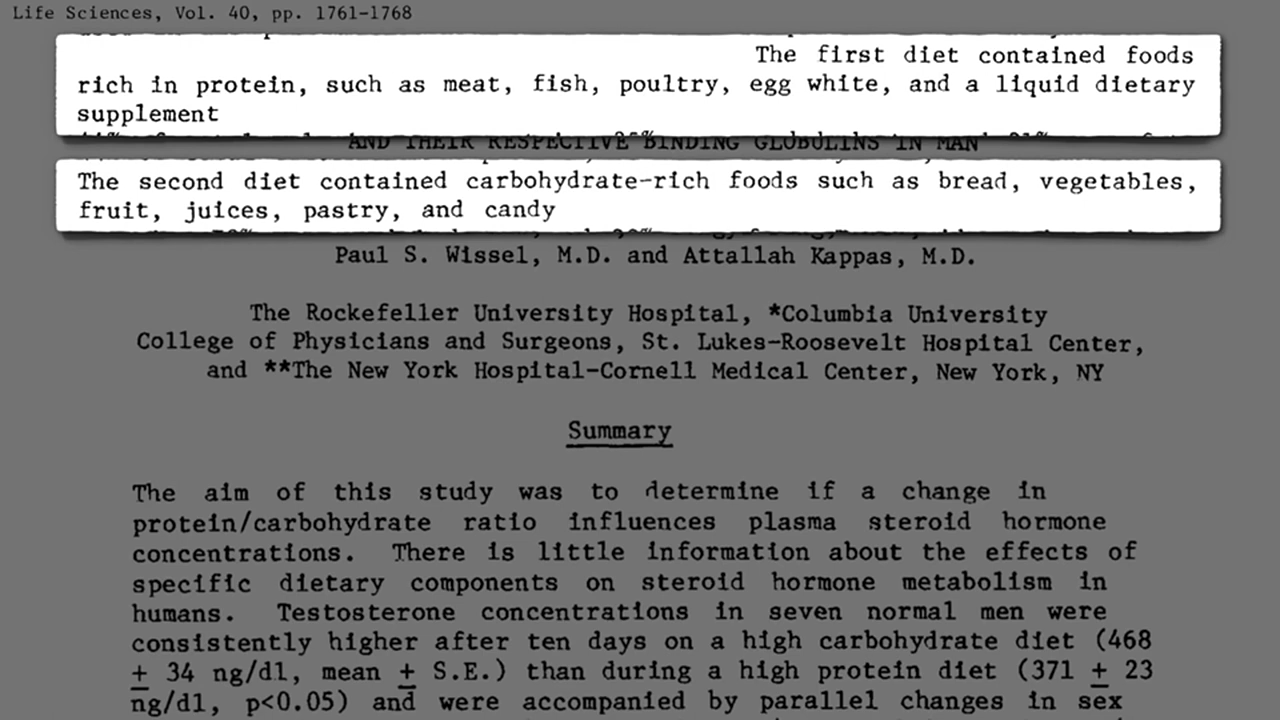 Life Sciences, Vol. 40, pp. 1761-1768
The first diet contained foods
rich in protein, such as meat, fish, poultry, egg white, and a liquid dietary
supplement
AND THEIR RESPECTIVE BINDING GLOBULINS IN MAN
The second diet contained carbohydrate-rich foods such as bread, vegetables,
fruit, juices, pastry, and candy
Paul S. Wissel, M.D. and Attallah Kappas, M.D.
The Rockefeller University Hospital, *Columbia University
College of Physicians and Surgeons, St. Lukes-Roosevelt Hospital Center,
and **The New York Hospital-Cornell Medical Center, New York, NY
Summary
The aim of this study was to determine if a change in
protein/carbohydrate ratio influences plasma steroid hormone
concentrations. There is little information about the effects of
specific dietary components on steroid hormone metabolism in
humans. Testosterone concentrations in seven normal men were
consistently higher after ten days on a high carbohydrate diet (468
± 34 ng/dl, mean ± S.E.) than during a high protein diet (371 ± 23
ng/dl, p<0.05) and were accompanied by parallel changes in sex